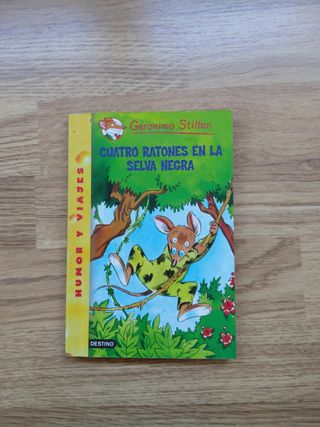 Geronimo Stilton
CUATRO RATONES EN LA
SELVA NEGRA
HUMOR Y VIAJES
DESTINO